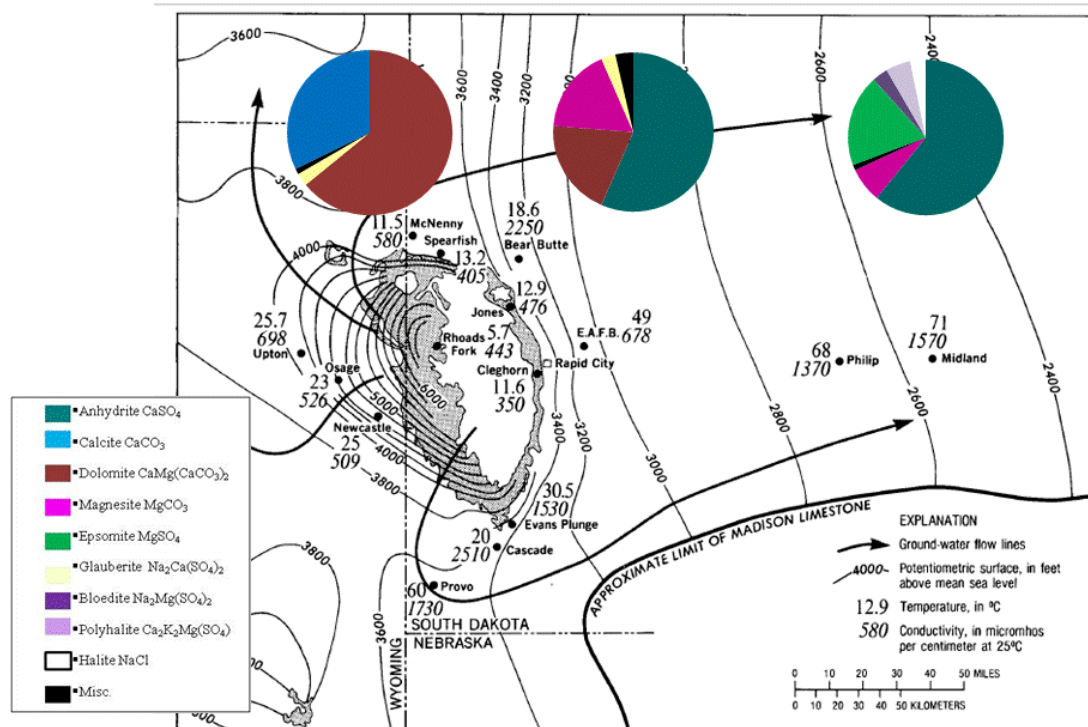 3600
3600
3400
3200
2600
2400
3800
4000
11.5
580
McNenny
Spearfish
13.2
405
18.6
2250
Bear Butte
12.9
476
Jones
25.7
698
Upton
Osage
23
526
Rhoads
Fork
5.7
443
E.A.F.B.
49
678
Rapid City
Cleghorn
11.6
350
68
1370
Philip
71
1570
Midland
6000
5000
4000
3800
Newcastle
25
509
3400
3200
3000
2800
2600
2400
30.5
1530
Evans Plunge
20
2510
Cascade
60
1730
Provo
3800
3600
SOUTH DAKOTA
NEBRASKA
WYOMING
APPROXIMATE LIMIT OF MADISON LIMESTONE
▪Anhydrite CaSO₄
▪Calcite CaCO₃
▪Dolomite CaMg(CaCO₃)₂
▪Magnesite MgCO₃
▪Epsomite MgSO₄
▪Glauberite Na₂Ca(SO₄)₂
▪Bloedite Na₂Mg(SO₄)₂
▪Polyhalite Ca₂K₂Mg(SO₄)
▪Halite NaCl
▪Misc.
EXPLANATION
Ground-water flow lines
4000 Potentiometric surface, in feet
above mean sea level
12.9 Temperature, in ºC
580 Conductivity, in micromhos
per centimeter at 25ºC
0 10 20 30 40 50 MILES
0 10 20 30 40 50 KILOMETERS